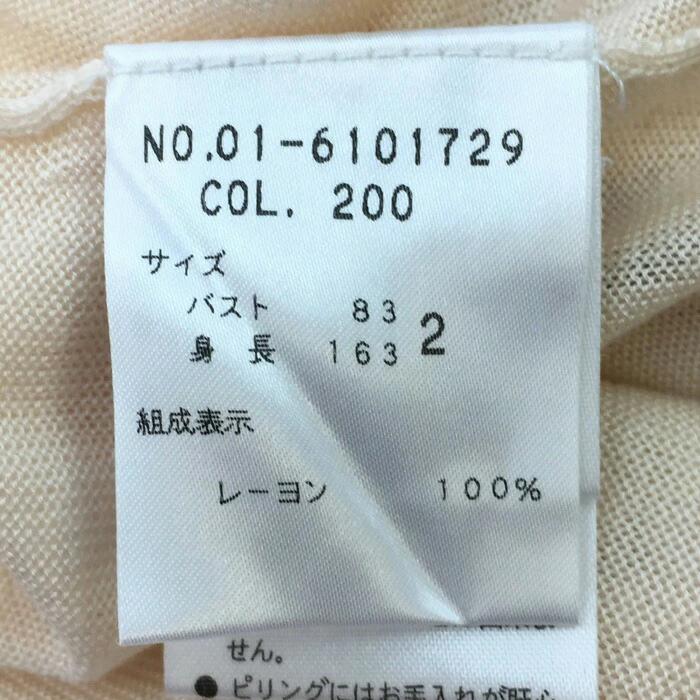 NO.01-6101729
COL. 200
サイズ
バスト 83
身長 163 2
組成表示
レーヨン 100%
せん。
● ピリングにはお手入れが